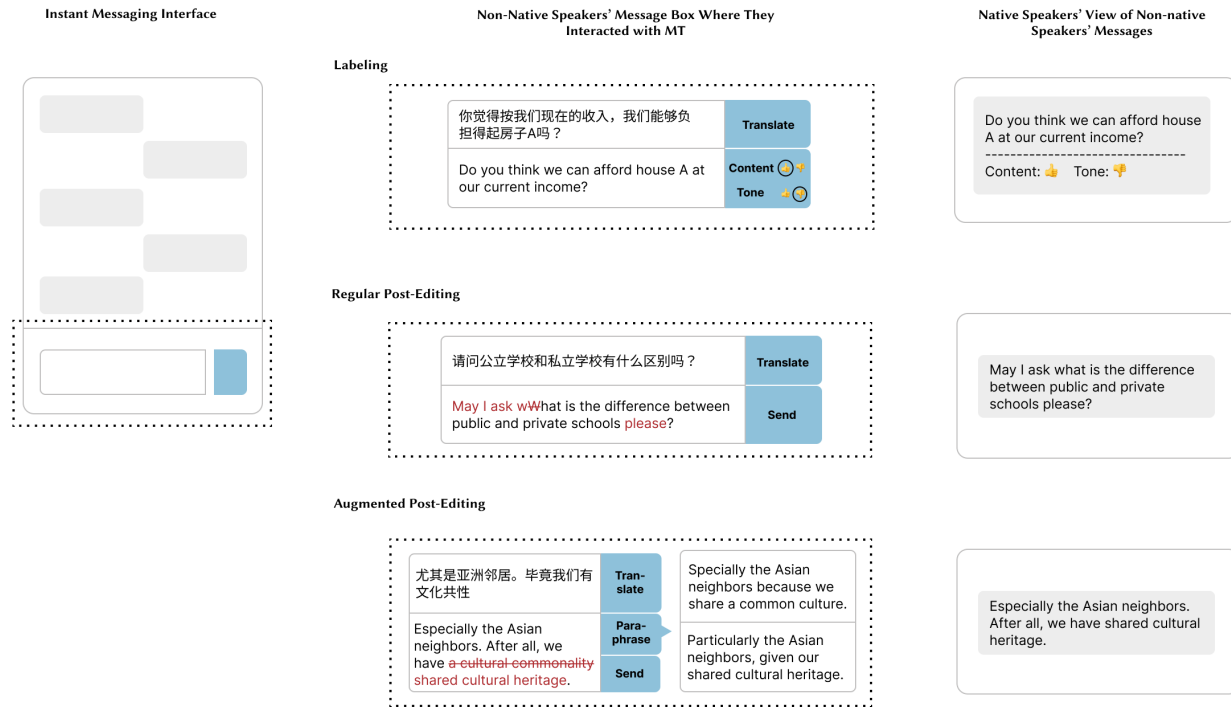 Instant Messaging Interface
Non-Native Speakers’ Message Box Where They
Interacted with MT
Native Speakers’ View of Non-native
Speakers’ Messages
Labeling
你觉得按我们现在的收入，我们能够负
担得起房子A吗？
Translate
Do you think we can afford house A at
our current income?
Content 👍 👎
Tone 👍 👎
Do you think we can afford house
A at our current income?
--------------------------------
Content: 👍 Tone: 👎
Regular Post-Editing
请问公立学校和私立学校有什么区别吗？
Translate
May I ask wWhat is the difference between
public and private schools please?
Send
May I ask what is the difference
between public and private
schools please?
Augmented Post-Editing
尤其是亚洲邻居。毕竟我们有
文化共性
Tran-
slate
Especially the Asian
neighbors. After all, we
have a cultural commonality
shared cultural heritage.
Para-
phrase
Send
Specially the Asian
neighbors because we
share a common culture.
Particularly the Asian
neighbors, given our
shared cultural heritage.
Especially the Asian neighbors.
After all, we have shared cultural
heritage.